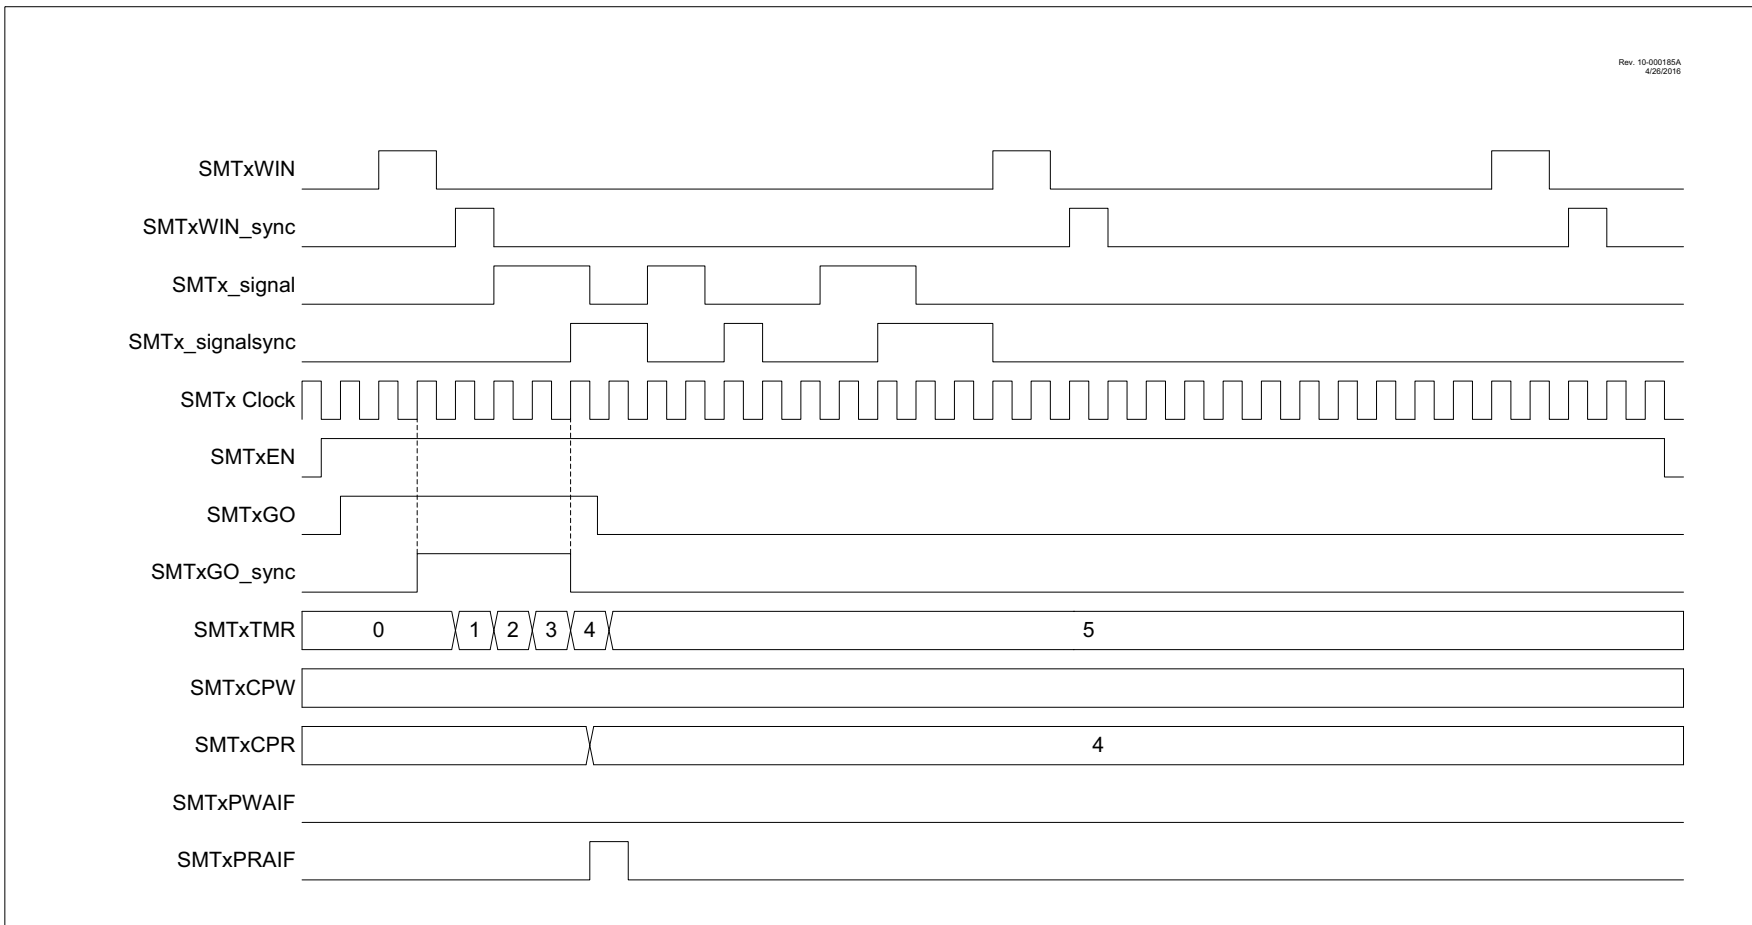 Rev. 10-000185A
4/26/2016
SMTxWIN
SMTxWIN_sync
SMTx_signal
SMTx_signalsync
SMTx Clock
SMTxEN
SMTxGO
SMTxGO_sync
SMTxTMR 0 1 2 3 4 5
SMTxCPW
SMTxCPR 4
SMTxPWAIF
SMTxPRAIF